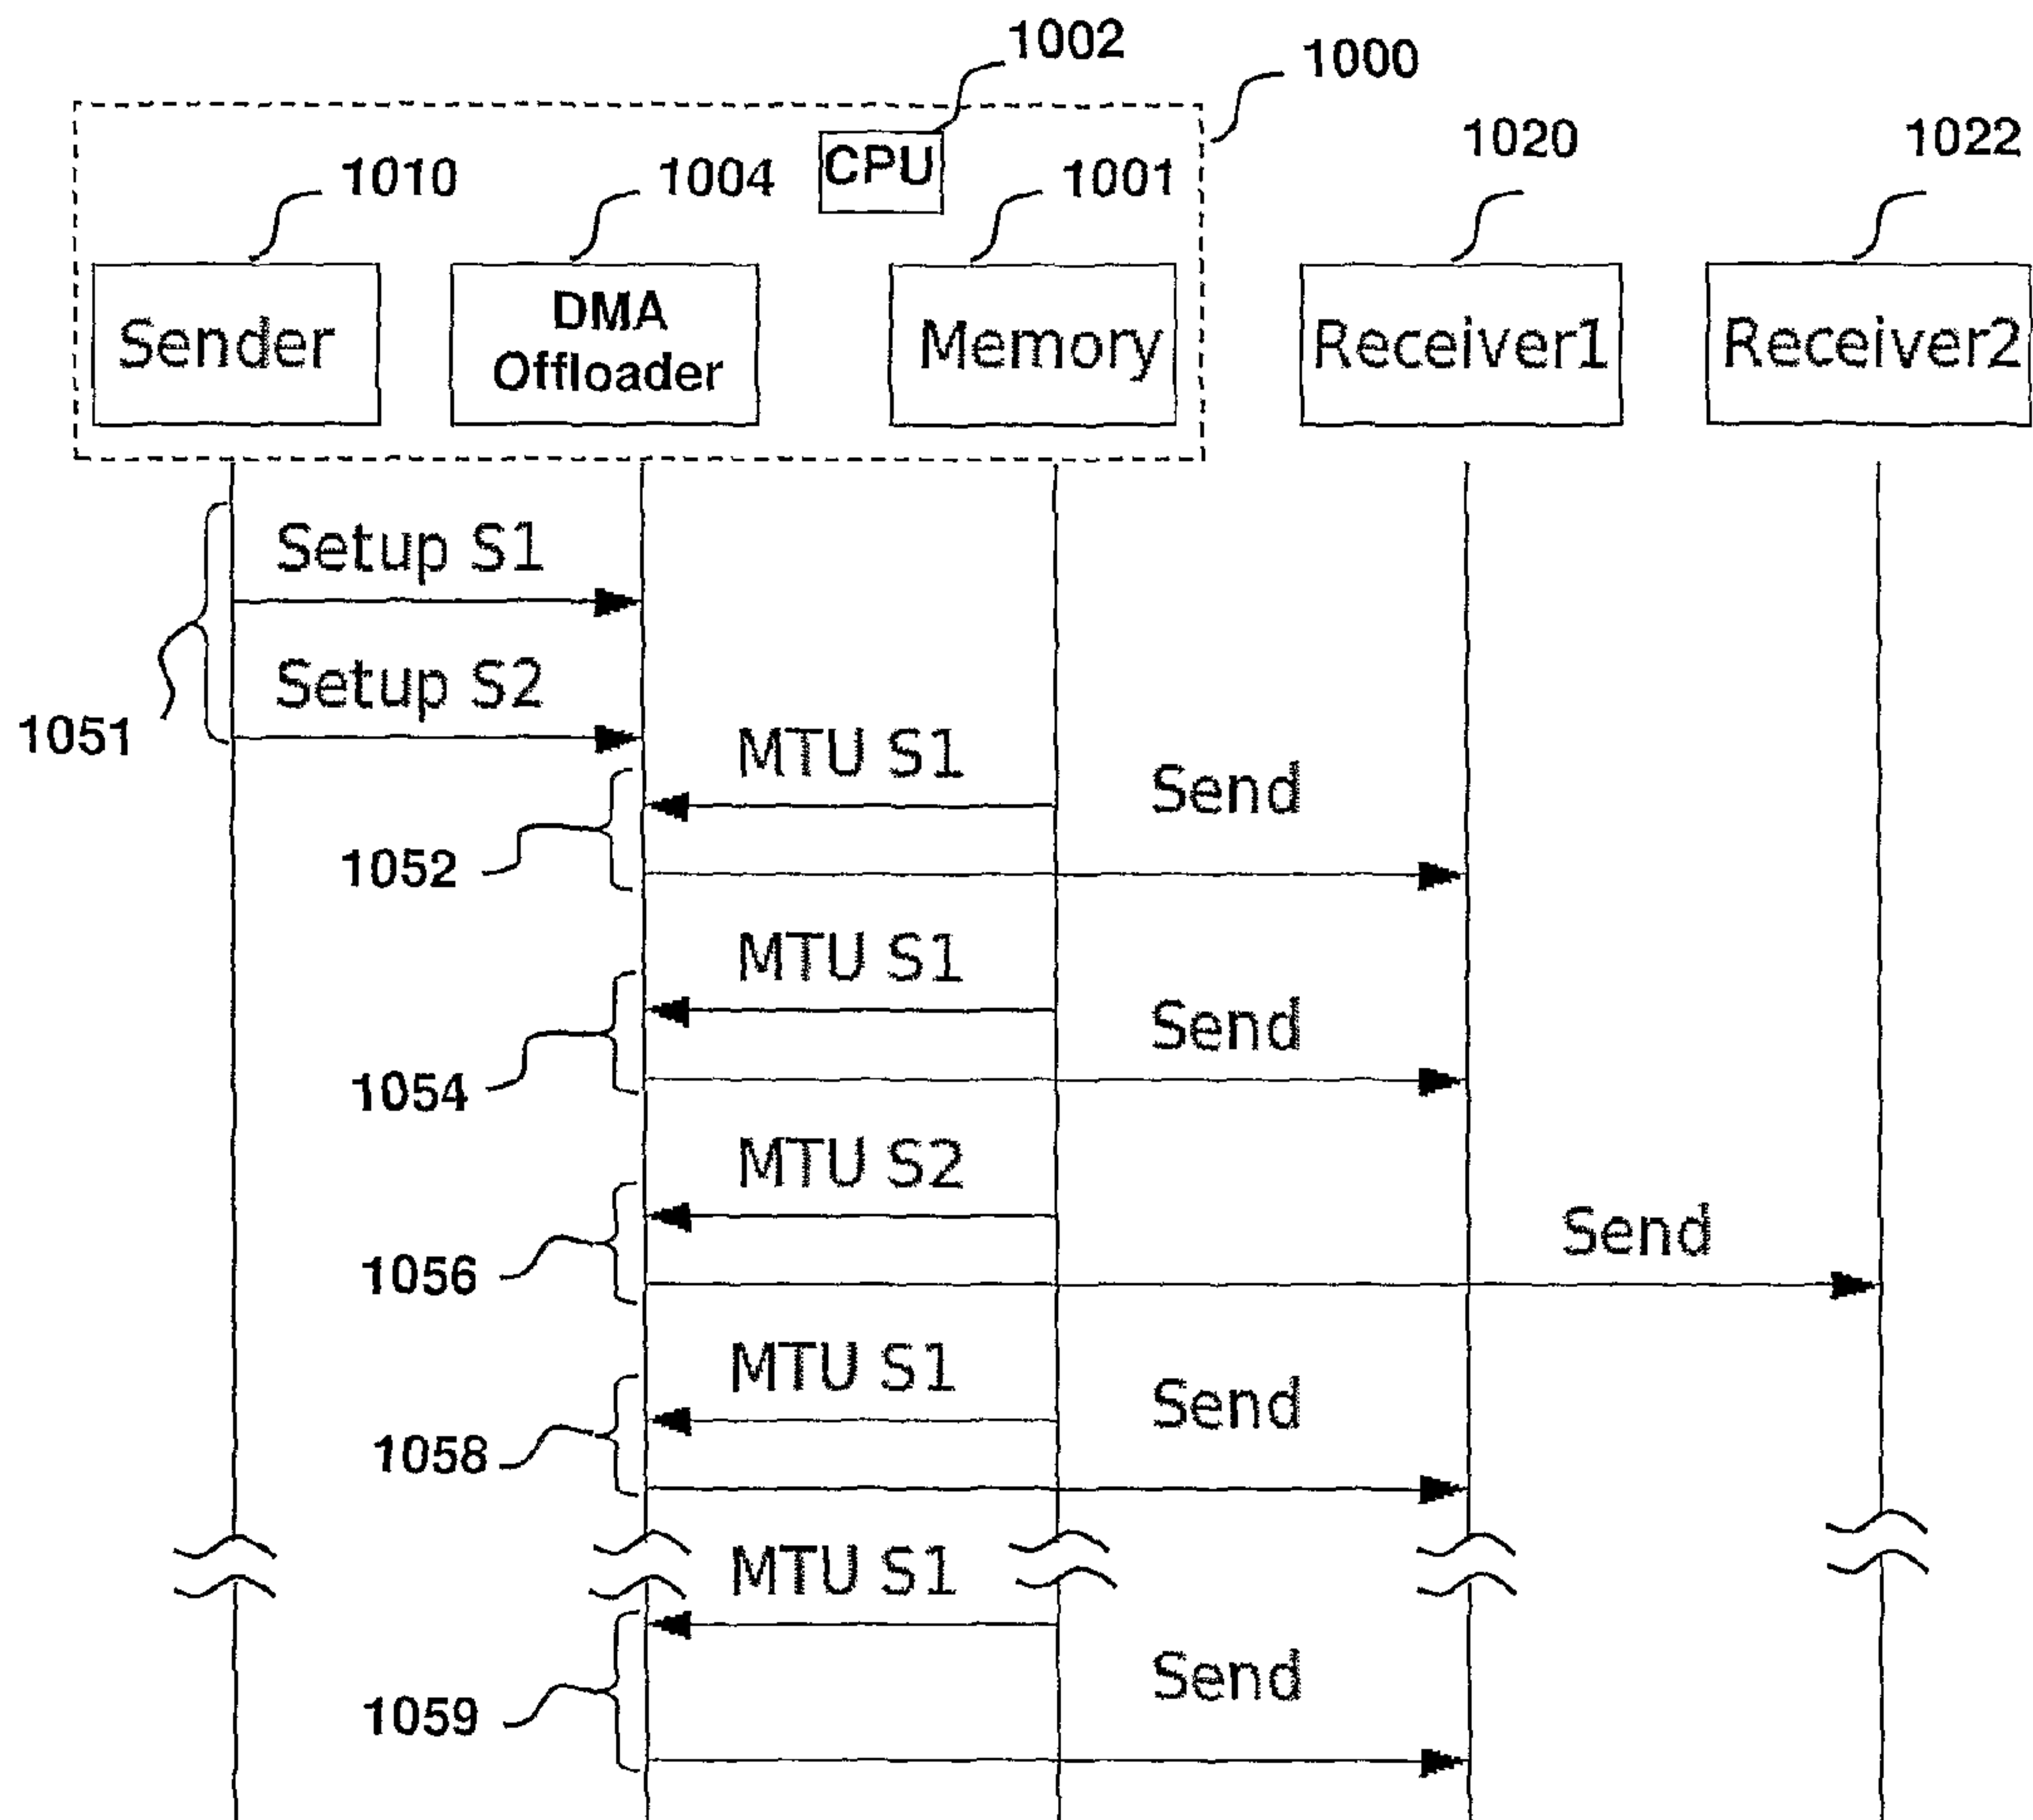 1002
1000
CPU
1020
1022
1010
1004
1001
Sender
DMA
Offloader
Memory
Receiver1
Receiver2
Setup S1
Setup S2
1051
MTU S1
Send
1052
MTU S1
Send
1054
MTU S2
Send
1056
MTU S1
Send
1058
MTU S1
Send
1059